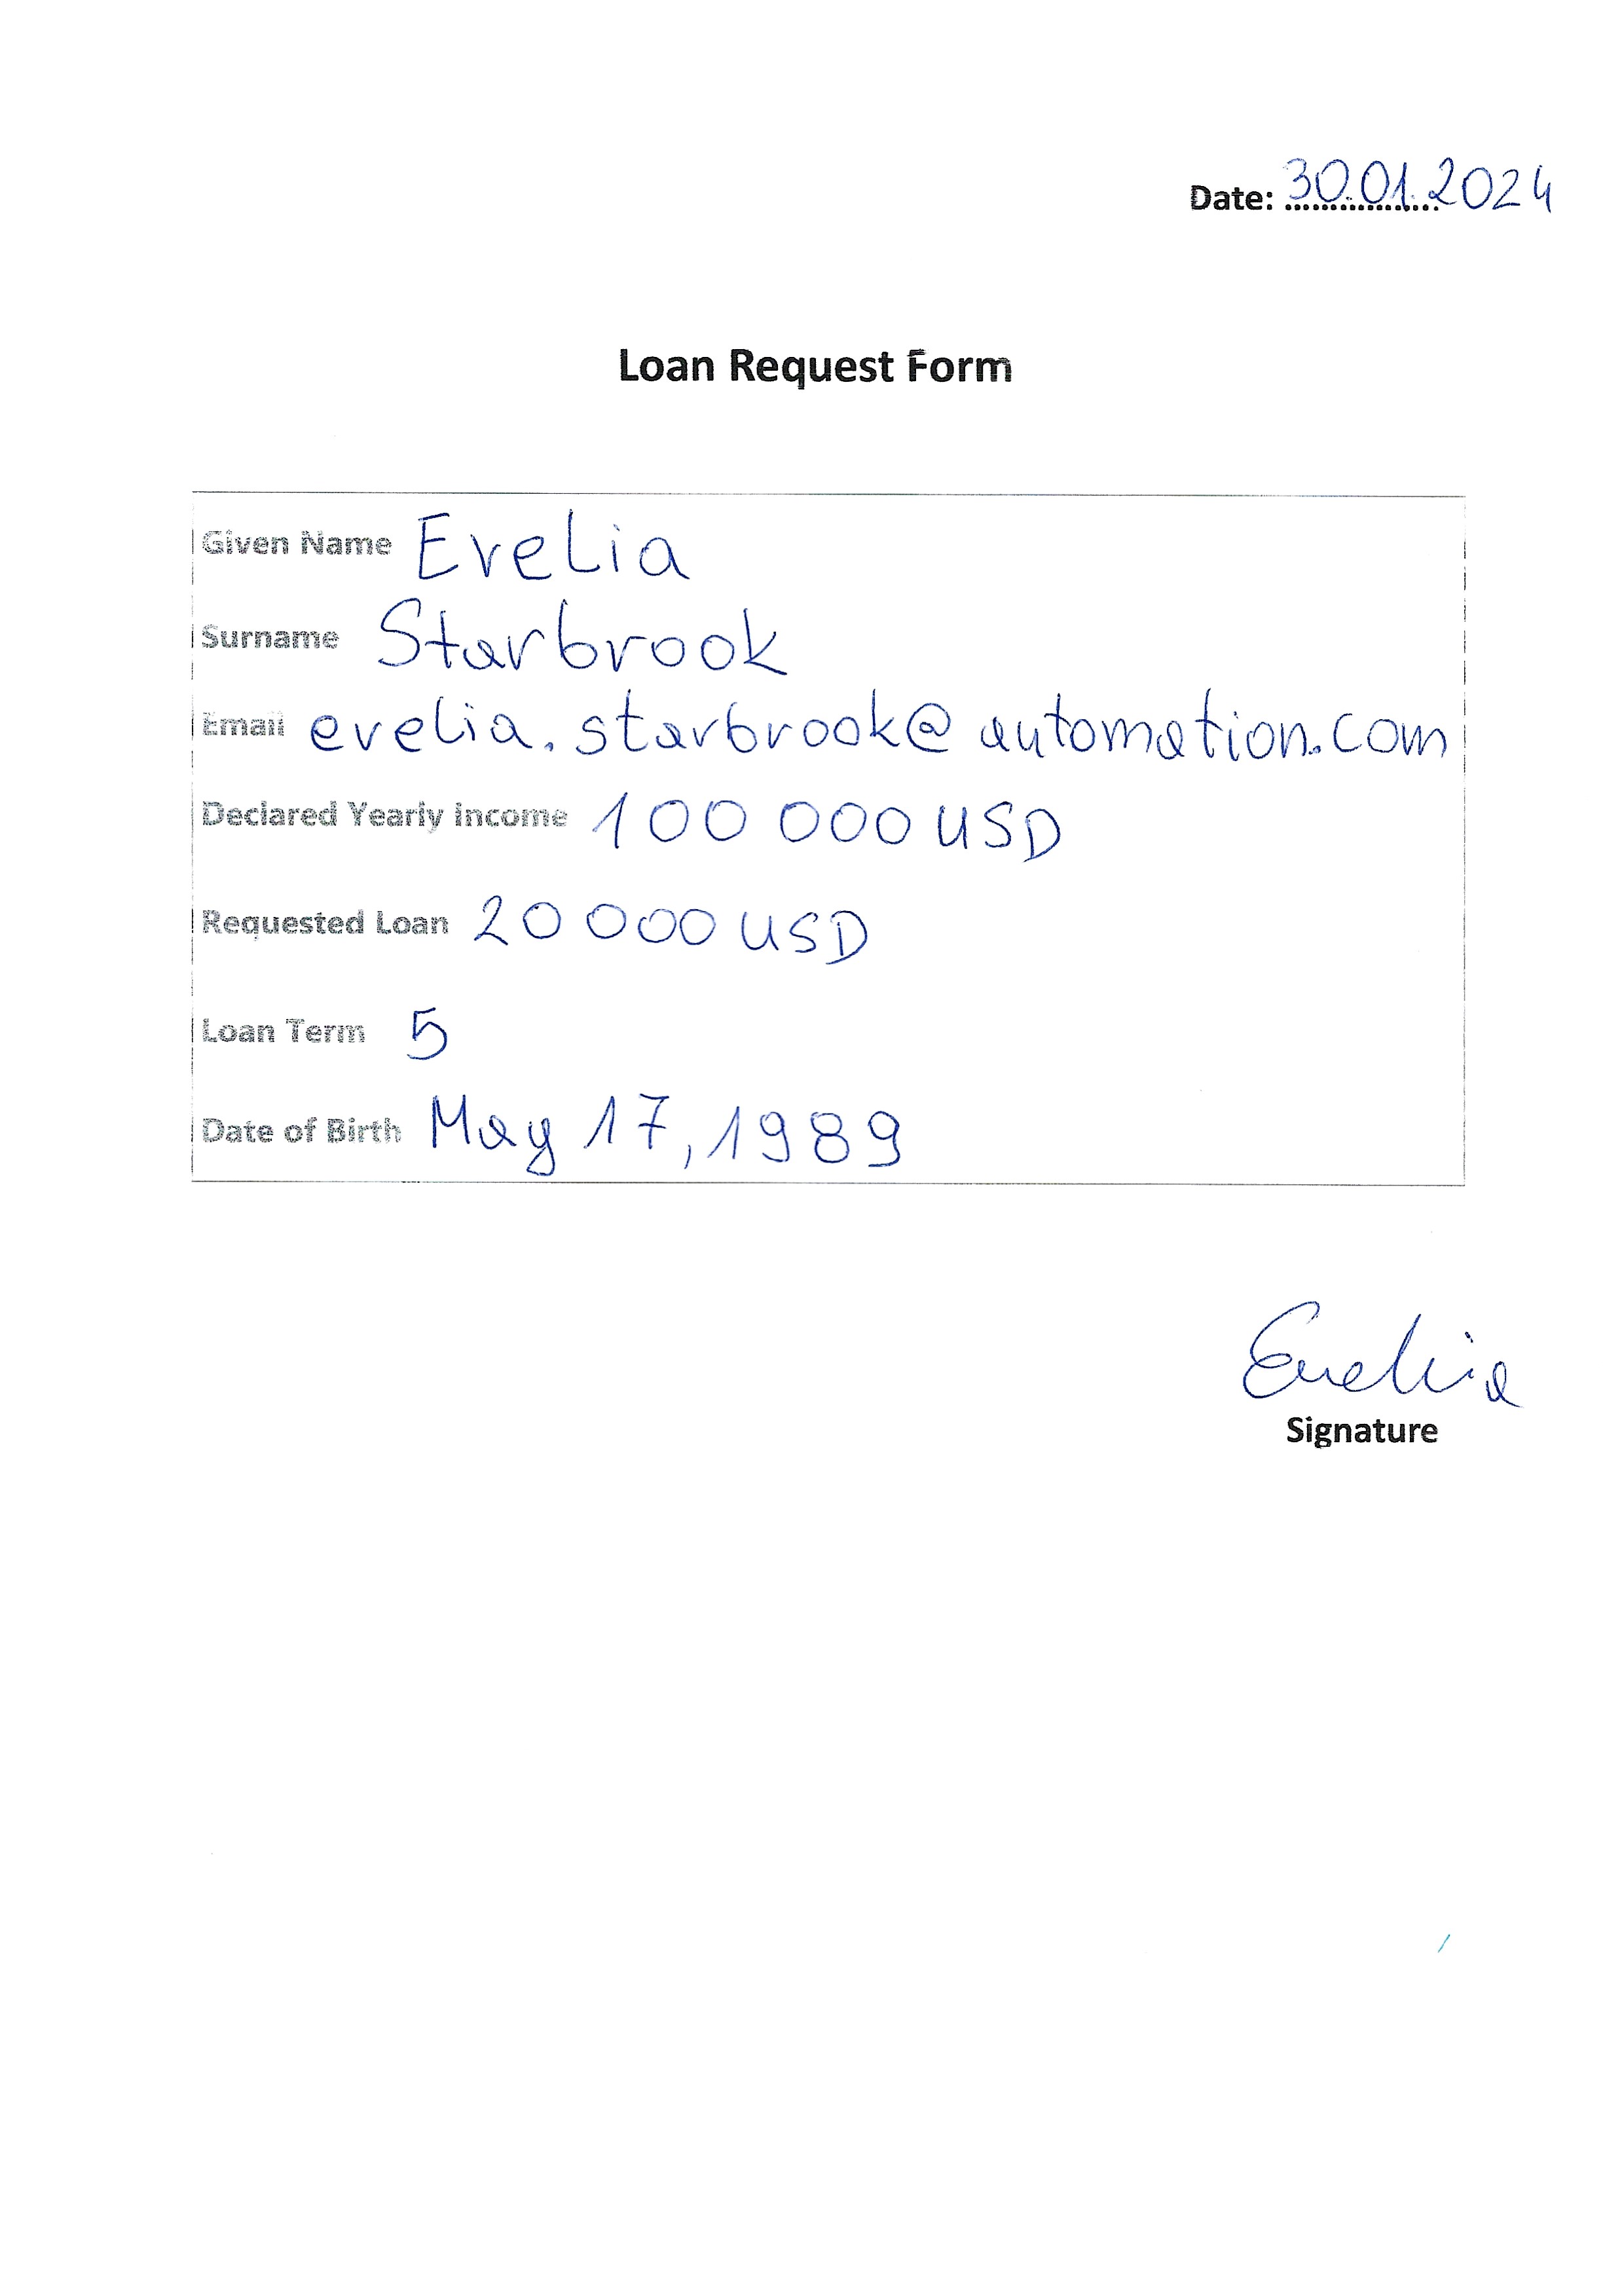 Date: 30.01.2024
Loan Request Form
Given Name Evelia
Surname Starbrook
Email evelia.starbrook@automation.com
Declared Yearly Income 100 000 USD
Requested Loan 20 000 USD
Loan Term 5
Date of Birth May 17, 1989
Evelia
Signature